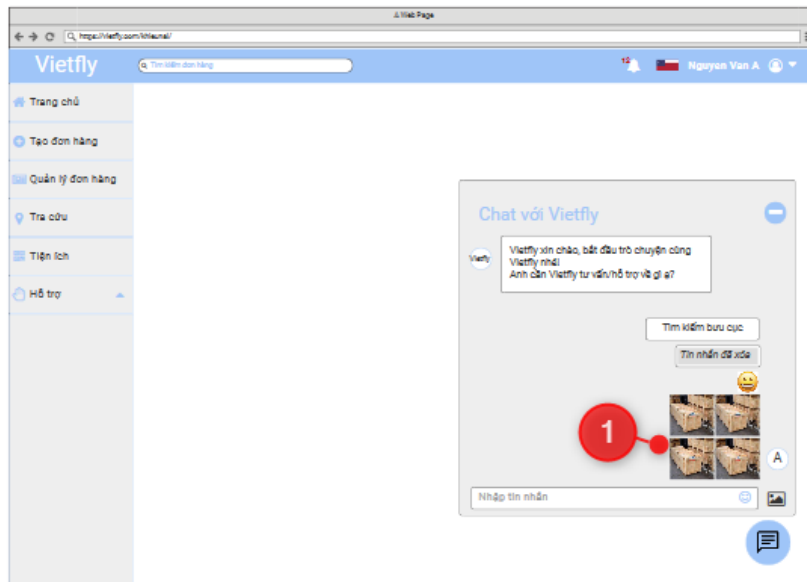 A Web Page
https://vietfly.com/khieunai/
Vietfly
Tìm kiếm đơn hàng
12
Nguyen Van A
Trang chủ
Tạo đơn hàng
Quản lý đơn hàng
Tra cứu
Tiện ích
Hỗ trợ
Chat với Vietfly
Vietfly
Vietfly xin chào, bắt đầu trò chuyện cùng
Vietfly nhé!
Anh cần Vietfly tư vấn/hỗ trợ về gì ạ?
Tìm kiếm bưu cục
Tin nhắn đã xóa
1
A
Nhập tin nhắn